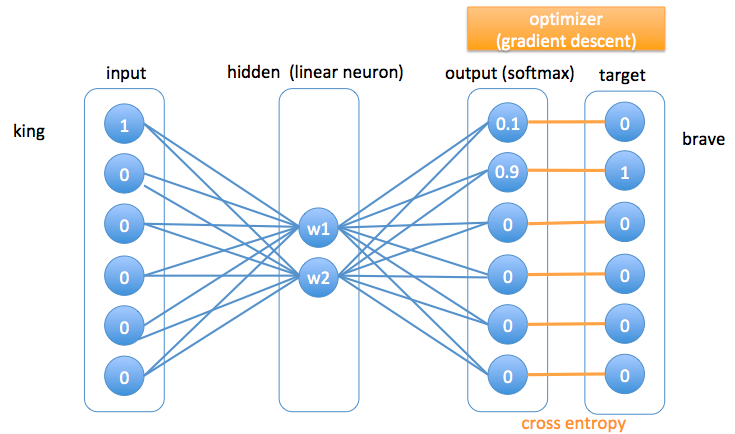 optimizer
(gradient descent)
input
hidden (linear neuron)
output (softmax)
target
king
brave
1
0.1
0
0
0.9
1
0
w1
0
0
0
w2
0
0
0
0
0
0
0
0
cross entropy